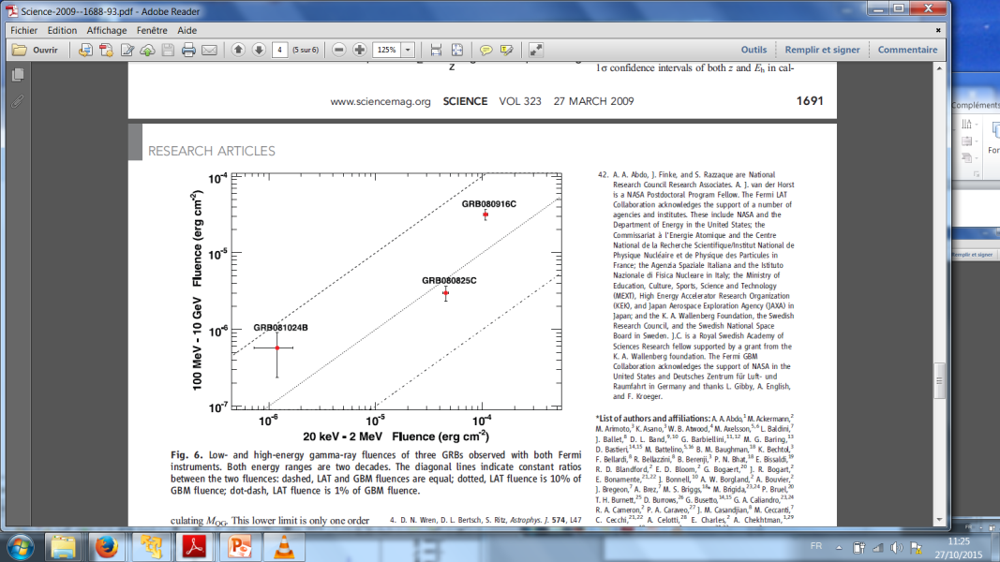 Science-2009--1688-93.pdf - Adobe Reader
Fichier Edition Affichage Fenêtre Aide
Ouvrir 4 (5 sur 6) 125% Outils Remplir et signer Commentaire
Z
1σ confidence intervals of both z and Eh in cal-
www.sciencemag.org SCIENCE VOL 323 27 MARCH 2009 1691
RESEARCH ARTICLES
100 MeV - 10 GeV Fluence (erg cm-2)
10-4
10-5
10-6
10-7
GRB080916C
GRB080825C
GRB081024B
10-6 10-5 10-4
20 keV - 2 MeV Fluence (erg cm-2)
Fig. 6. Low- and high-energy gamma-ray fluences of three GRBs observed with both Fermi
instruments. Both energy ranges are two decades. The diagonal lines indicate constant ratios
between the two fluences: dashed, LAT and GBM fluences are equal; dotted, LAT fluence is 10% of
GBM fluence; dot-dash, LAT fluence is 1% of GBM fluence.
culating MQG. This lower limit is only one order
4. D. N. Wren, D. L. Bertsch, S. Ritz, Astrophys. J. 574, L47
42. A. A. Abdo, J. Finke, and S. Razzaque are National
Research Council Research Associates. A. J. van der Horst
is a NASA Postdoctoral Program Fellow. The Fermi LAT
Collaboration acknowledges the support of a number of
agencies and institutes. These include NASA and the
Department of Energy in the United States; the
Commissariat à l'Energie Atomique and the Centre
National de la Recherche Scientifique/Institut National de
Physique Nucléaire et de Physique des Particules in
France; the Agenzia Spaziale Italiana and the Istituto
Nazionale di Fisica Nucleare in Italy; the Ministry of
Education, Culture, Sports, Science and Technology
(MEXT), High Energy Accelerator Research Organization
(KEK), and Japan Aerospace Exploration Agency (JAXA) in
Japan; and the K. A. Wallenberg Foundation, the Swedish
Research Council, and the Swedish National Space
Board in Sweden. J.C. is a Royal Swedish Academy of
Sciences Research fellow supported by a grant from the
K. A. Wallenberg foundation. The Fermi GBM
Collaboration acknowledges the support of NASA in the
United States and Deutsches Zentrum für Luft- und
Raumfahrt in Germany and thanks L. Gibby, A. English,
and F. Kroeger.
*List of authors and affiliations: A. A. Abdo,1 M. Ackermann,2
M. Arimoto,3 K. Asano,3 W. B. Atwood,4 M. Axelsson,5,6 L. Baldini,7
J. Ballet,8 D. L. Band,9,10 G. Barbiellini,11,12 M. G. Baring,13
D. Bastieri,14,15 M. Battelino,5,16 B. M. Baughman,18 K. Bechtol,3
F. Bellardi,8 R. Bellazzini,8 B. Berenji,3 P. N. Bhat,18 E. Bissaldi,19
R. D. Blandford,2 E. D. Bloom,2 G. Bogaert,20 J. R. Bogart,2
E. Bonamente,21,22 J. Bonnell,10 A. W. Borgland,2 A. Bouvier,2
J. Bregeon,7 A. Brez,7 M. S. Briggs,18* M. Brigida,23,24 P. Bruel,20
T. H. Burnett,25 D. Burrows,26 G. Busetto,14,15 G. A. Caliandro,23,24
R. A. Cameron,2 P. A. Caraveo,27 J. M. Casandjian,8 M. Ceccanti,7
C. Cecchi,21,22 A. Celotti,28 E. Charles,2 A. Chekhtman,1,29
Compléments
For
Remplir et signer
FR
11:25
27/10/2015